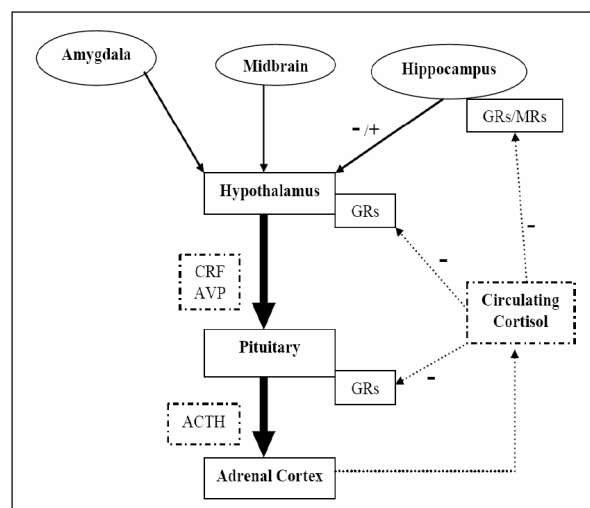 Amygdala
Midbrain
Hippocampus
GRs/MRs
- /+
Hypothalamus
GRs
-
-
CRF
AVP
Circulating
Cortisol
Pituitary
GRs
-
ACTH
Adrenal Cortex